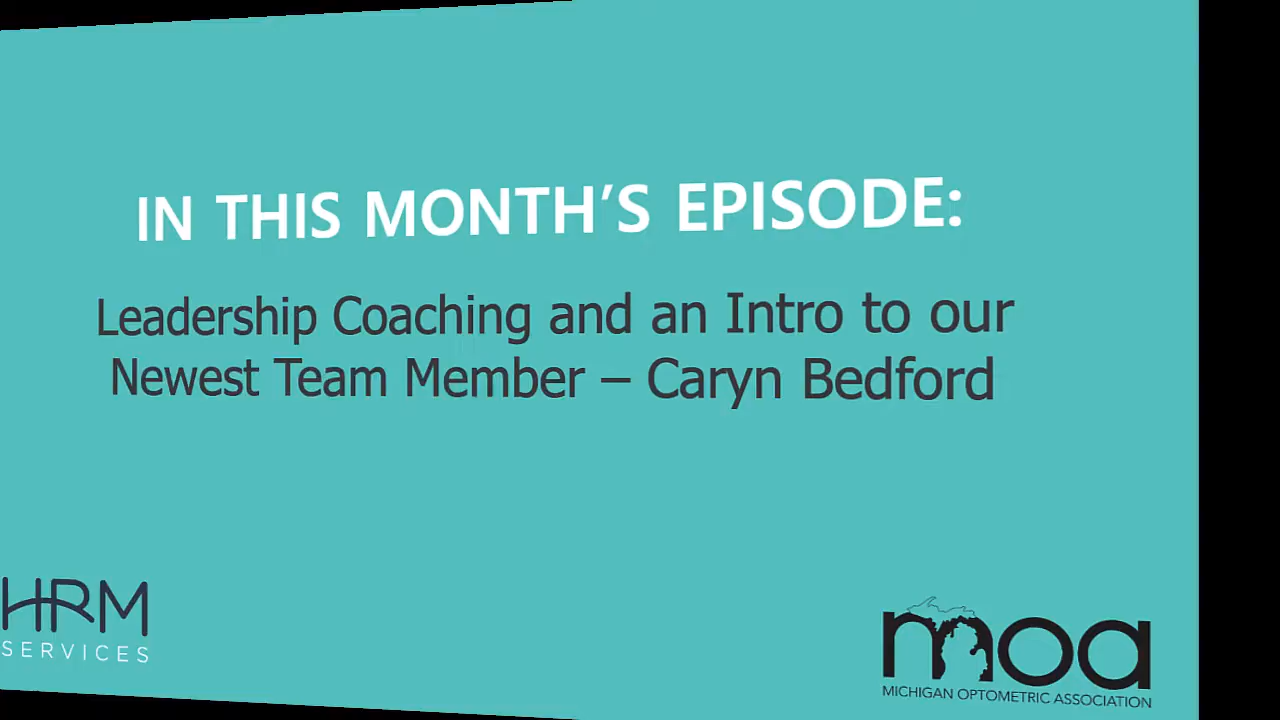 IN THIS MONTH’S EPISODE:
Leadership Coaching and an Intro to our
Newest Team Member – Caryn Bedford
HRM
SERVICES
moa
MICHIGAN OPTOMETRIC ASSOCIATION